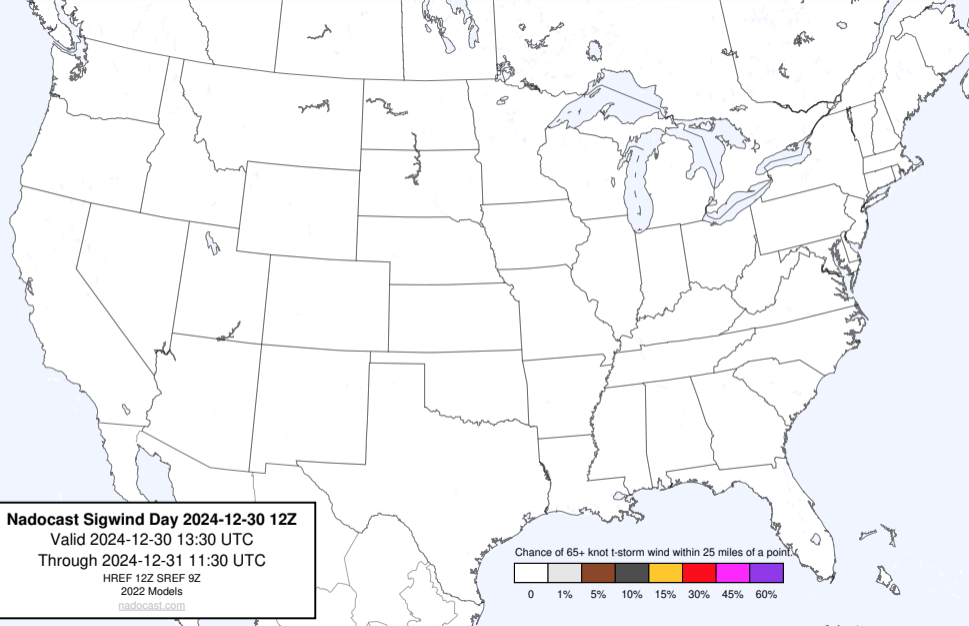 Nadocast Sigwind Day 2024-12-30 12Z
Valid 2024-12-30 13:30 UTC
Through 2024-12-31 11:30 UTC
HREF 12Z SREF 9Z
2022 Models
nadocast.com
Chance of 65+ knot t-storm wind within 25 miles of a point.
0 1% 5% 10% 15% 30% 45% 60%